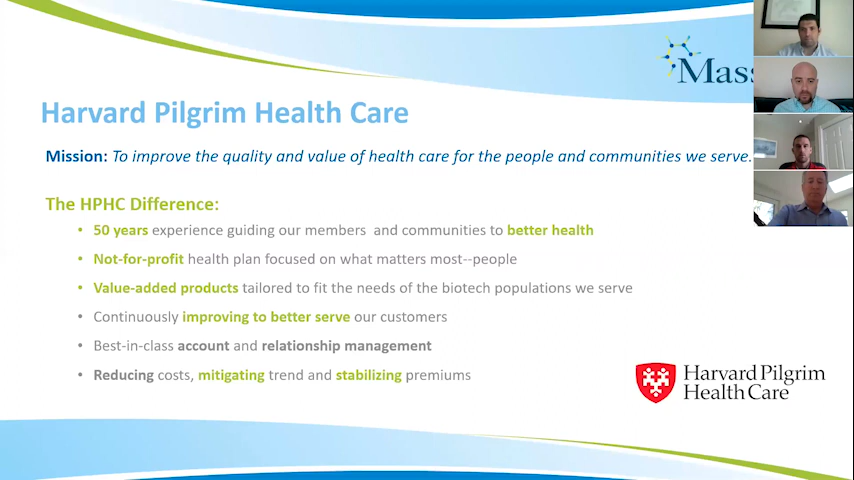 Mass
Harvard Pilgrim Health Care
Mission: To improve the quality and value of health care for the people and communities we serve.
The HPHC Difference:
• 50 years experience guiding our members and communities to better health
• Not-for-profit health plan focused on what matters most--people
• Value-added products tailored to fit the needs of the biotech populations we serve
• Continuously improving to better serve our customers
• Best-in-class account and relationship management
• Reducing costs, mitigating trend and stabilizing premiums
Harvard Pilgrim
Health Care